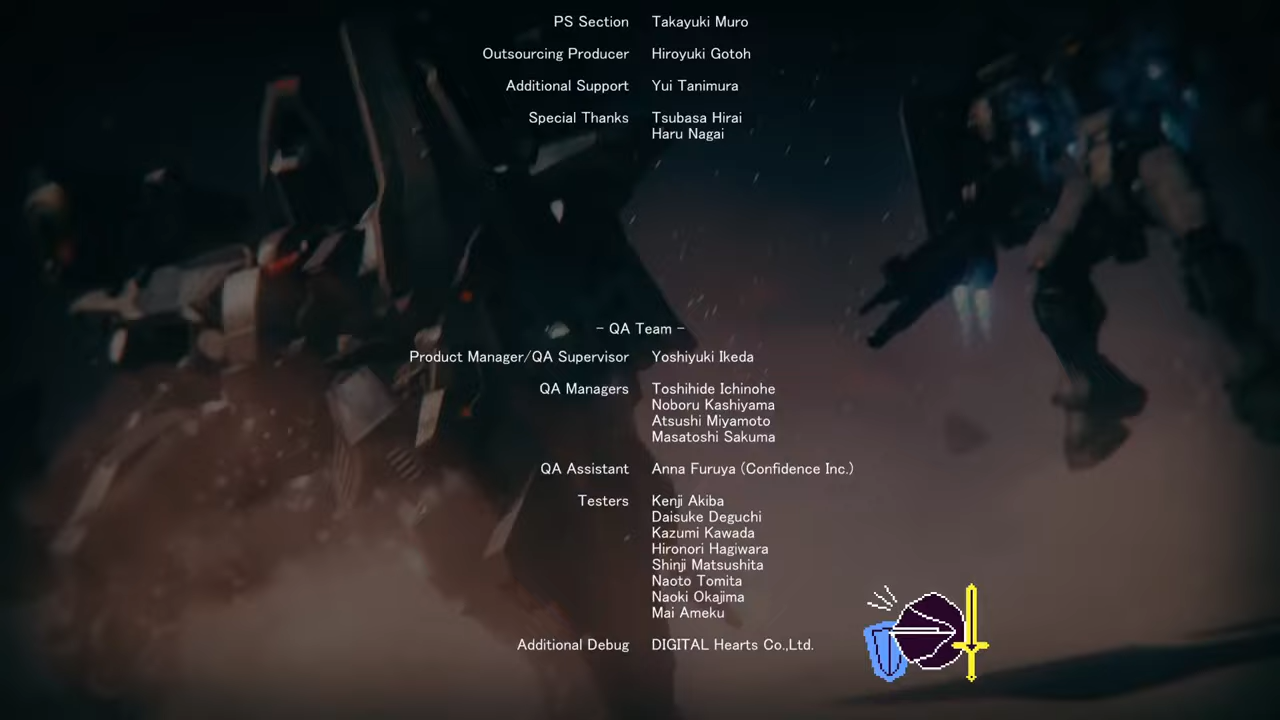 PS Section Takayuki Muro
Outsourcing Producer Hiroyuki Gotoh
Additional Support Yui Tanimura
Special Thanks Tsubasa Hirai
Haru Nagai
- QA Team -
Product Manager/QA Supervisor Yoshiyuki Ikeda
QA Managers Toshihide Ichinohe
Noboru Kashiyama
Atsushi Miyamoto
Masatoshi Sakuma
QA Assistant Anna Furuya (Confidence Inc.)
Testers Kenji Akiba
Daisuke Deguchi
Kazumi Kawada
Hironori Hagiwara
Shinji Matsushita
Naoto Tomita
Naoki Okajima
Mai Ameku
Additional Debug DIGITAL Hearts Co.,Ltd.